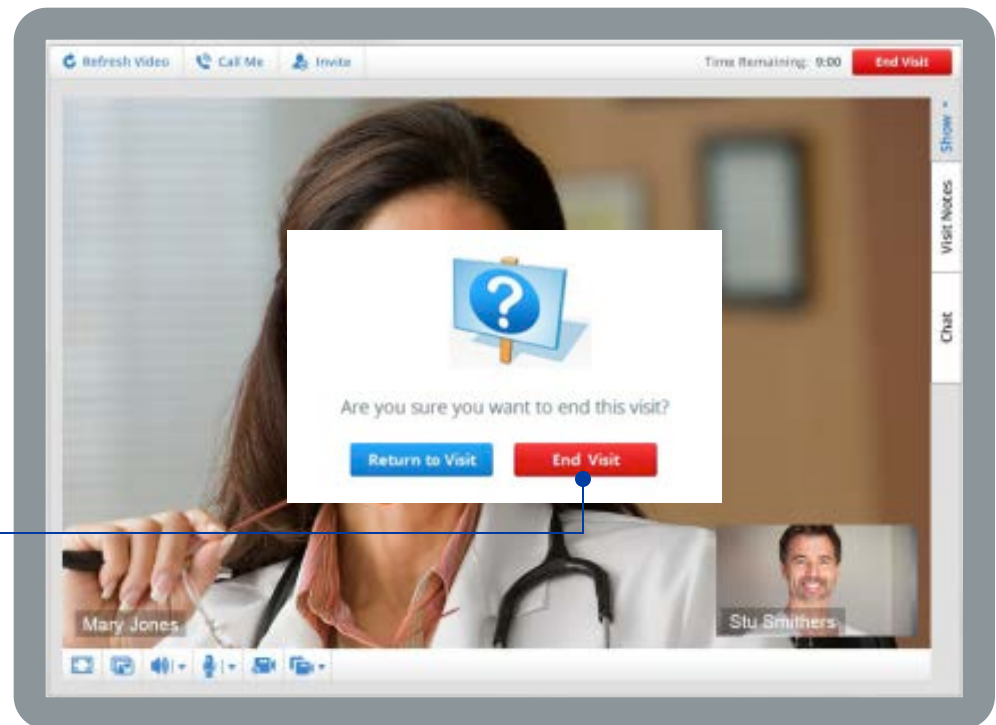 Refresh Video Call Me Invite Time Remaining: 9:00 End Visit
Show
Visit Notes
Chat
Are you sure you want to end this visit?
Return to Visit End Visit
Mary Jones Stu Smithers